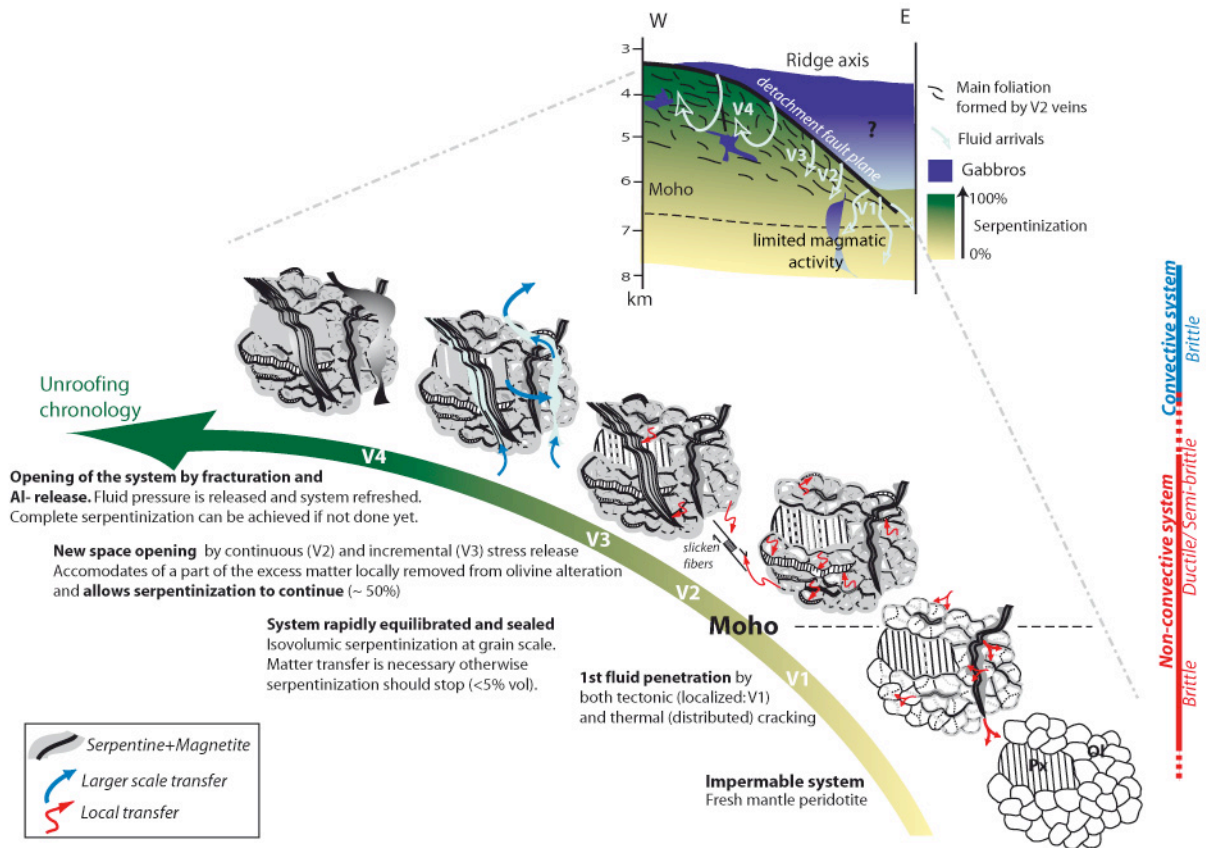 W
E
3
4
5
6
7
8
km
Ridge axis
detachment fault plane
?
V4
V3
V2
V1
Moho
limited magmatic
activity
Main foliation
formed by V2 veins
Fluid arrivals
Gabbros
100%
Serpentinization
0%
Convective system
Brittle
Non-convective system
Ductile/ Semi-brittle
Brittle
Unroofing
chronology
V4
Opening of the system by fracturation and
Al- release. Fluid pressure is released and system refreshed.
Complete serpentinization can be achieved if not done yet.
V3
slicken
fibers
New space opening by continuous (V2) and incremental (V3) stress release
Accomodates of a part of the excess matter locally removed from olivine alteration
and allows serpentinization to continue (~ 50%)
V2
Moho
System rapidly equilibrated and sealed
Isovolumic serpentinization at grain scale.
Matter transfer is necessary otherwise
serpentinization should stop (<5% vol).
V1
1st fluid penetration by
both tectonic (localized: V1)
and thermal (distributed) cracking
Ol
Px
Impermable system
Fresh mantle peridotite
Serpentine+Magnetite
Larger scale transfer
Local transfer